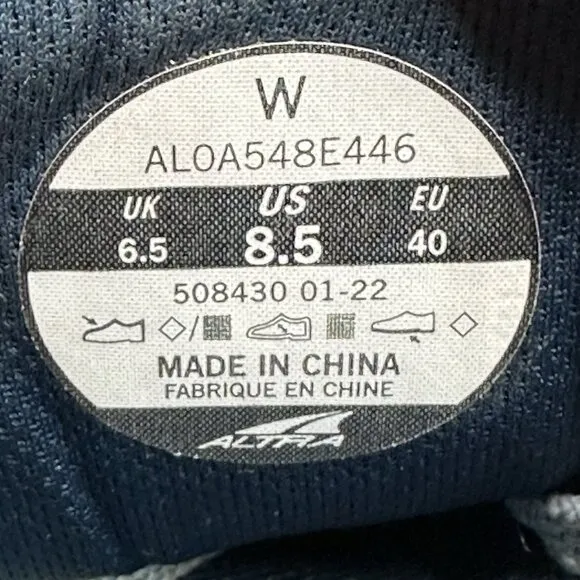 W
AL0A548E446
UK US EU
6.5 8.5 40
508430 01-22
/
MADE IN CHINA
FABRIQUE EN CHINE
ALTRA